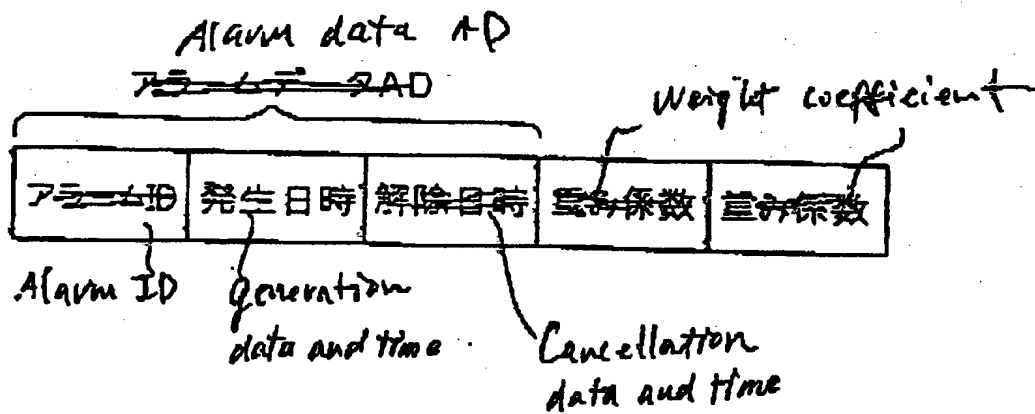 Alarm data AD
アラームデータAD
Weight coefficient
アラームID 発生日時 解除日時 重み係数 重み係数
Alarm ID
generation
data and time.
Cancellation
data and time